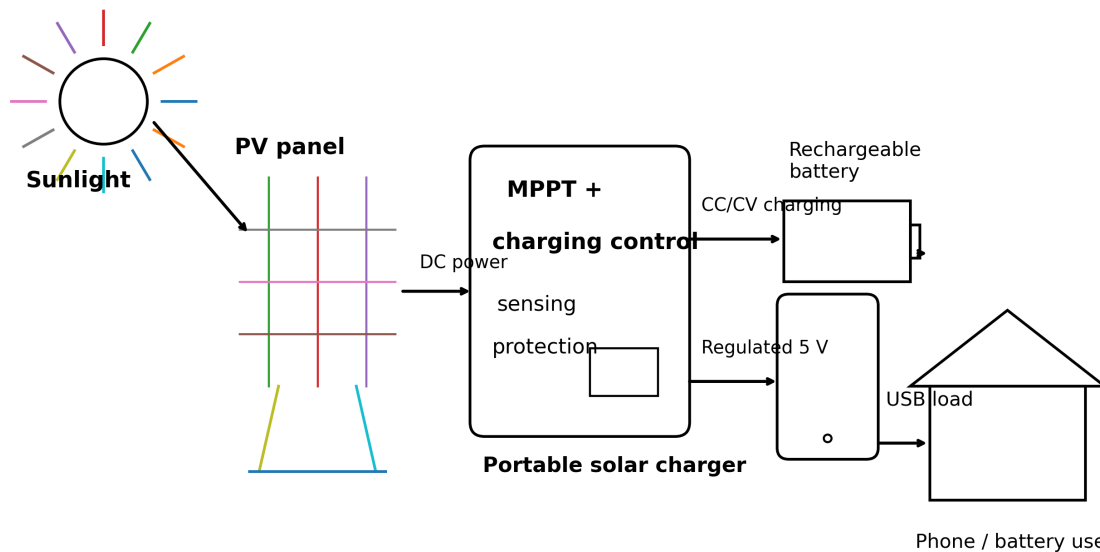 Sunlight
PV panel
DC power
MPPT +
charging control
sensing
protection
Portable solar charger
Rechargeable
battery
CC/CV charging
Regulated 5 V
USB load
Phone / battery use